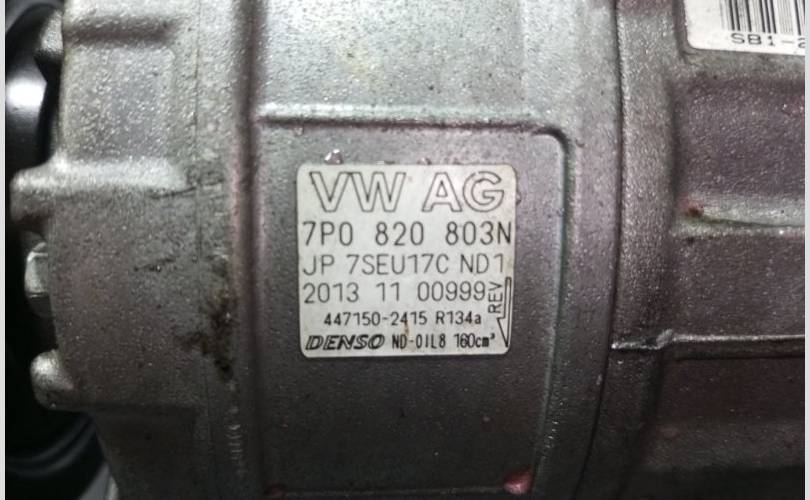 SB1-2
VW AG
7P0 820 803N
JP 7SEU17C ND1
2013 11 00999
REV
447150-2415 R134a
DENSO ND-OIL8 160cm³